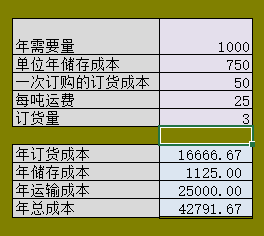 年需要量 1000
单位年储存成本 750
一次订购的订货成本 50
每吨运费 25
订货量 3
年订货成本 16666.67
年储存成本 1125.00
年运输成本 25000.00
年总成本 42791.67